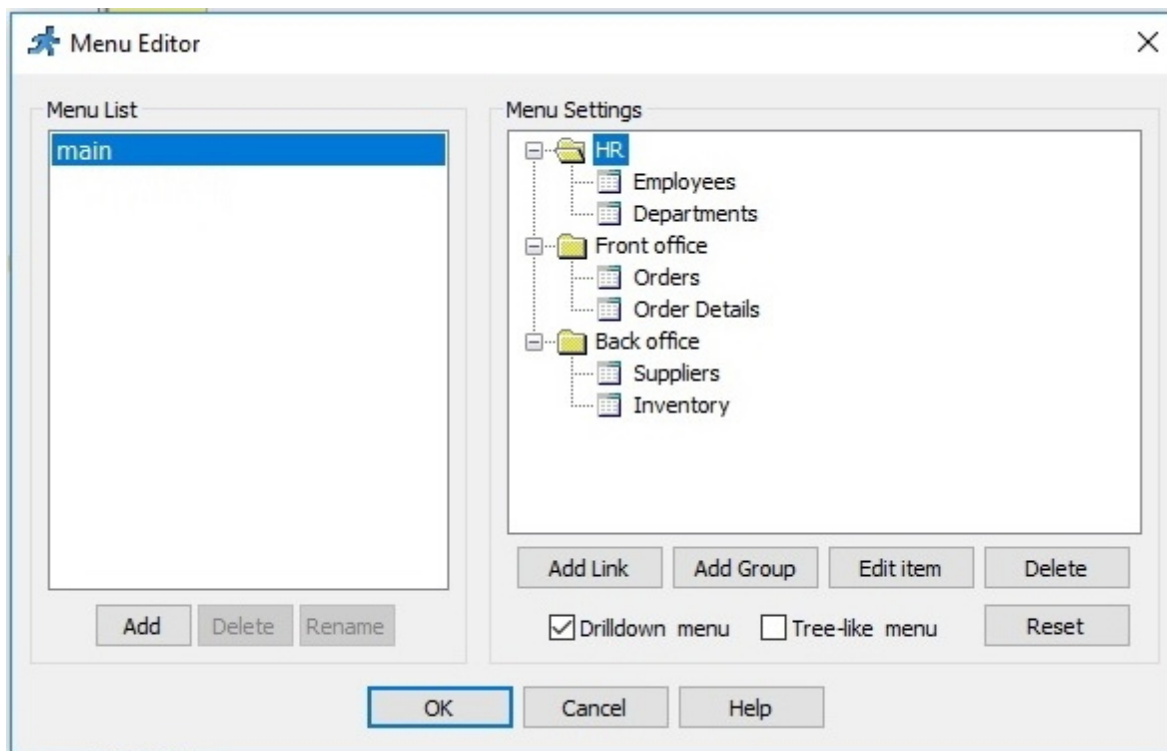 Menu Editor
Menu List
main
Add Delete Rename
Menu Settings
HR
Employees
Departments
Front office
Orders
Order Details
Back office
Suppliers
Inventory
Add Link Add Group Edit item Delete
Drilldown menu Tree-like menu Reset
OK Cancel Help